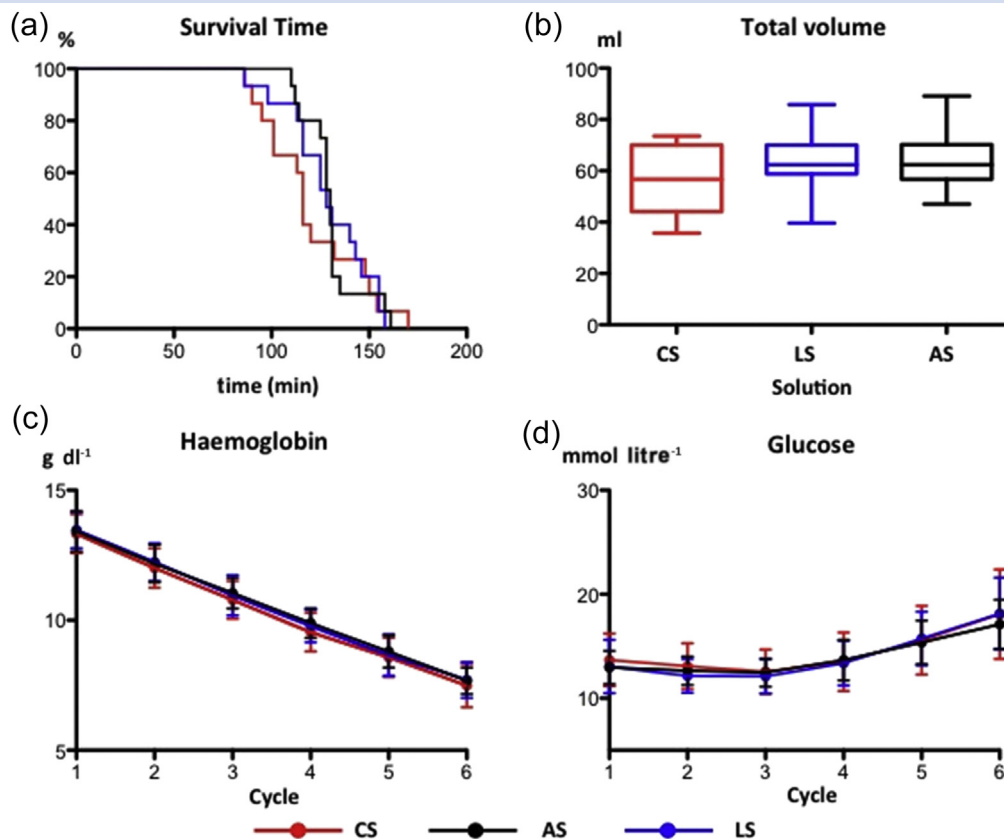 (a)
Survival Time
%
100
80
60
40
20
0
0 50 100 150 200
time (min)
(b)
Total volume
ml
100
80
60
40
20
0
CS LS AS
Solution
(c)
Haemoglobin
g dl-1
15
10
5
1 2 3 4 5 6
Cycle
(d)
Glucose
mmol litre-1
30
20
10
1 2 3 4 5 6
Cycle
CS AS LS